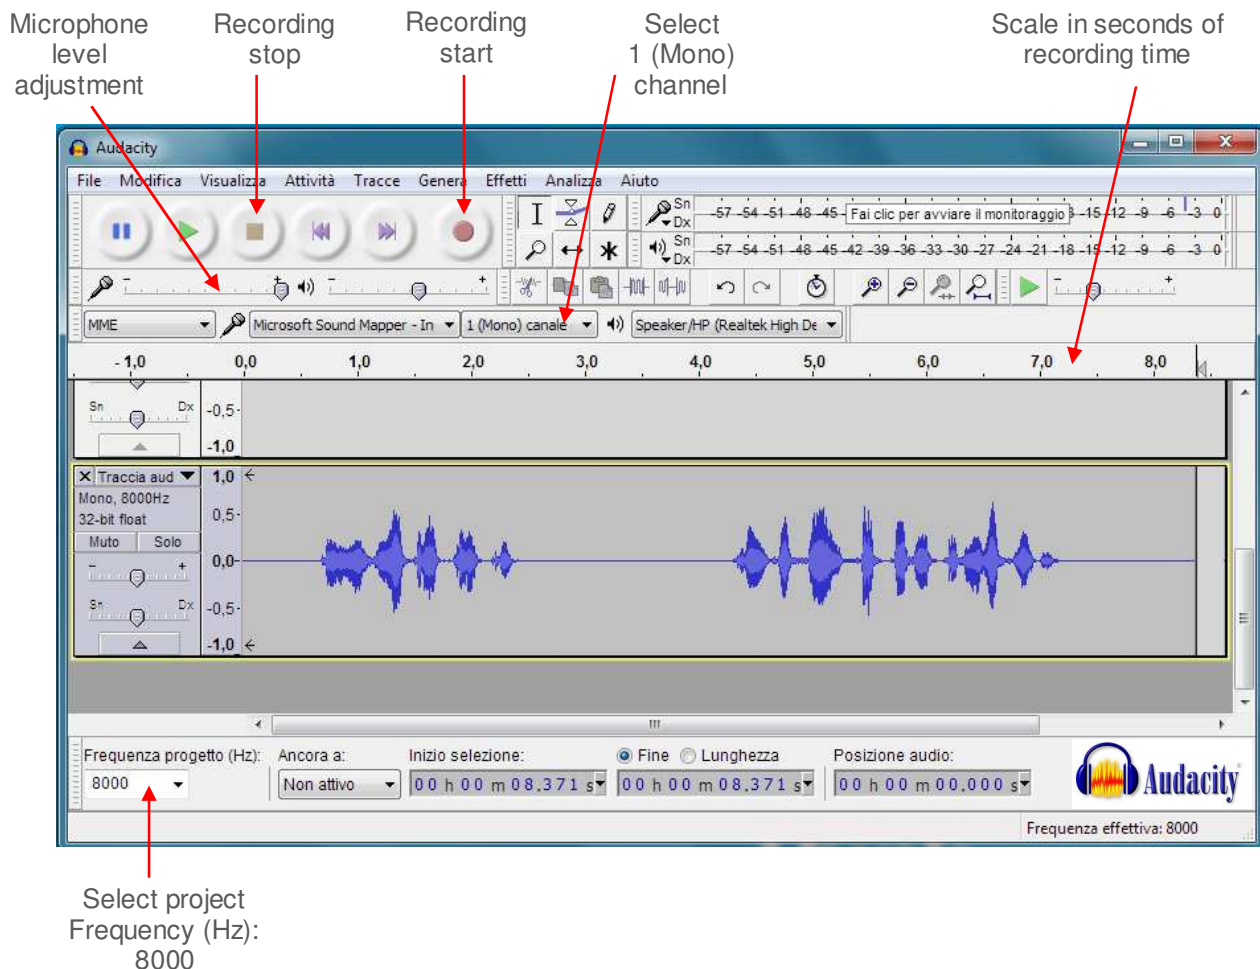 Microphone
level
adjustment
Recording
stop
Recording
start
Select
1 (Mono)
channel
Scale in seconds of
recording time
Audacity
File Modifica Visualizza Attività Tracce Genera Effetti Analizza Aiuto
Sn
Dx
-57 -54 -51 -48 -45 Fai clic per avviare il monitoraggio -15 -12 -9 -6 -3 0
Sn
Dx
-57 -54 -51 -48 -45 -42 -39 -36 -33 -30 -27 -24 -21 -18 -15 -12 -9 -6 -3 0
- + - + - +
MME Microsoft Sound Mapper - In 1 (Mono) canale Speaker/HP (Realtek High De
- 1,0 0,0 1,0 2,0 3,0 4,0 5,0 6,0 7,0 8,0
Sn Dx -0,5
-1,0
X Traccia aud 1,0
Mono, 8000Hz
32-bit float 0,5
Muto Solo
- + 0,0
Sn Dx -0,5
-1,0
Frequenza progetto (Hz): Ancora a: Inizio selezione: Fine Lunghezza Posizione audio:
8000 Non attivo 00 h 00 m 08.371 s 00 h 00 m 08.371 s 00 h 00 m 00.000 s
Audacity
Frequenza effettiva: 8000
Select project
Frequency (Hz):
8000